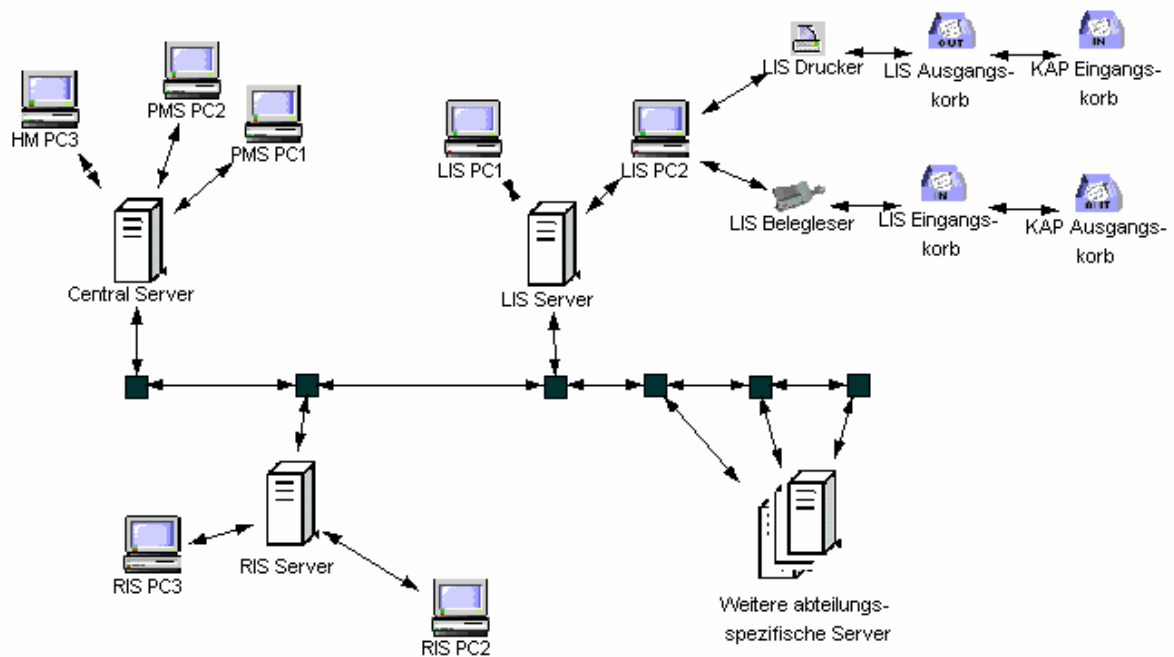 HM PC3
PMS PC2
PMS PC1
Central Server
LIS PC1
LIS PC2
LIS Server
LIS Drucker
OUT
LIS Ausgangs-
korb
IN
KAP Eingangs-
korb
LIS Belegleser
IN
LIS Eingangs-
korb
OUT
KAP Ausgangs-
korb
RIS Server
RIS PC3
RIS PC2
Weitere abteilungs-
spezifische Server